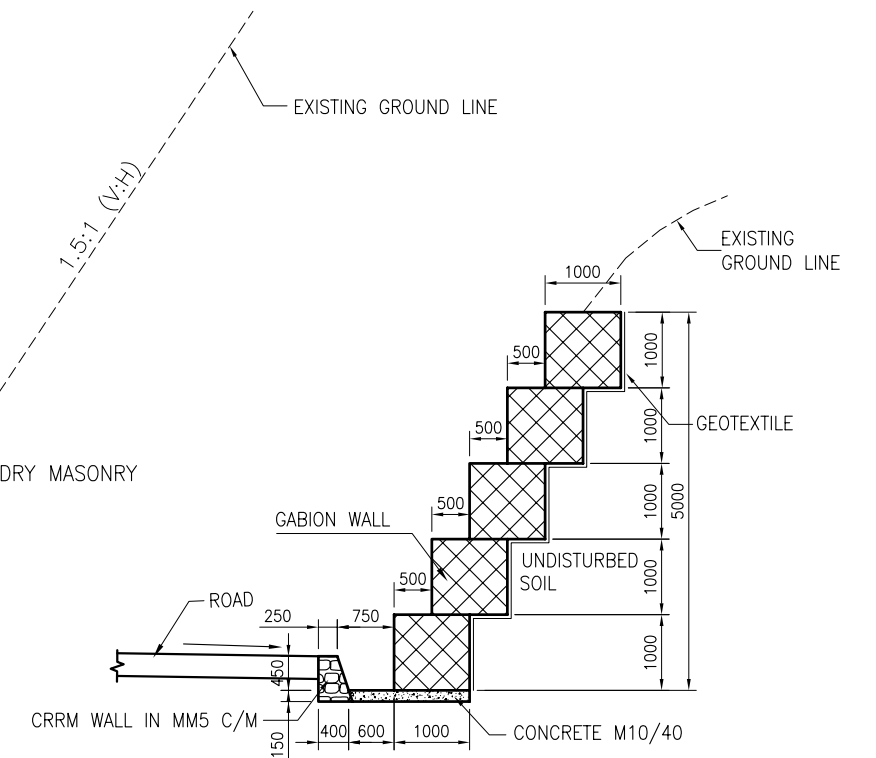 EXISTING GROUND LINE
1.5:1 (V:H)
EXISTING
GROUND LINE
1000
500
1000
GEOTEXTILE
500
1000
DRY MASONRY
500
1000
5000
GABION WALL
UNDISTURBED
SOIL
500
1000
ROAD
250
750
1000
450
CRRM WALL IN MM5 C/M
150
400
600
1000
CONCRETE M10/40